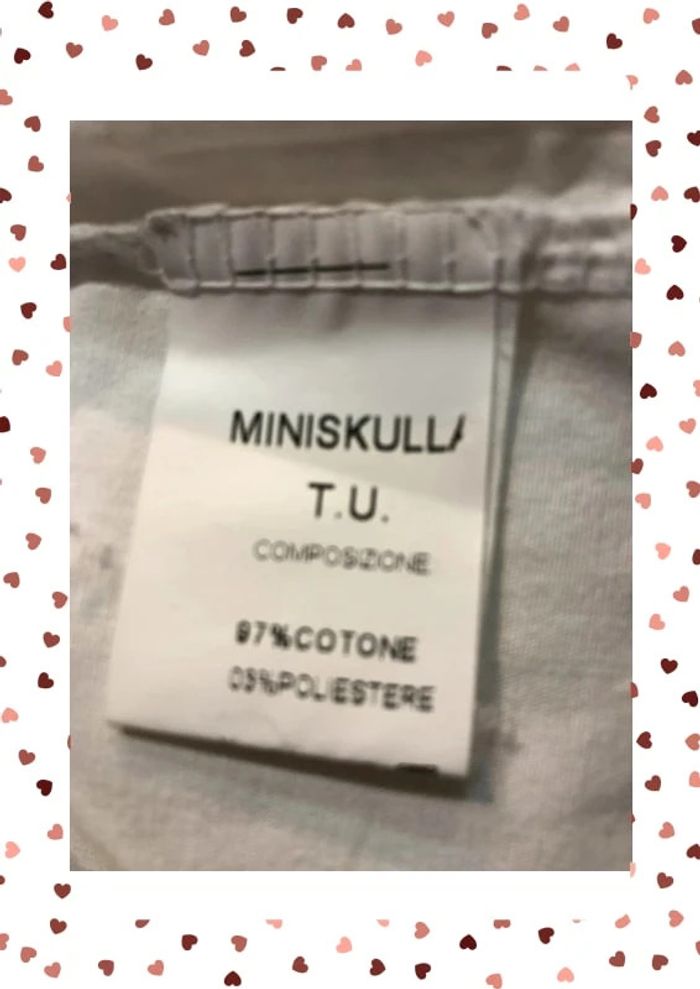 MINISKULLA
T.U.
COMPOSIZIONE
97%COTONE
03%POLIESTERE